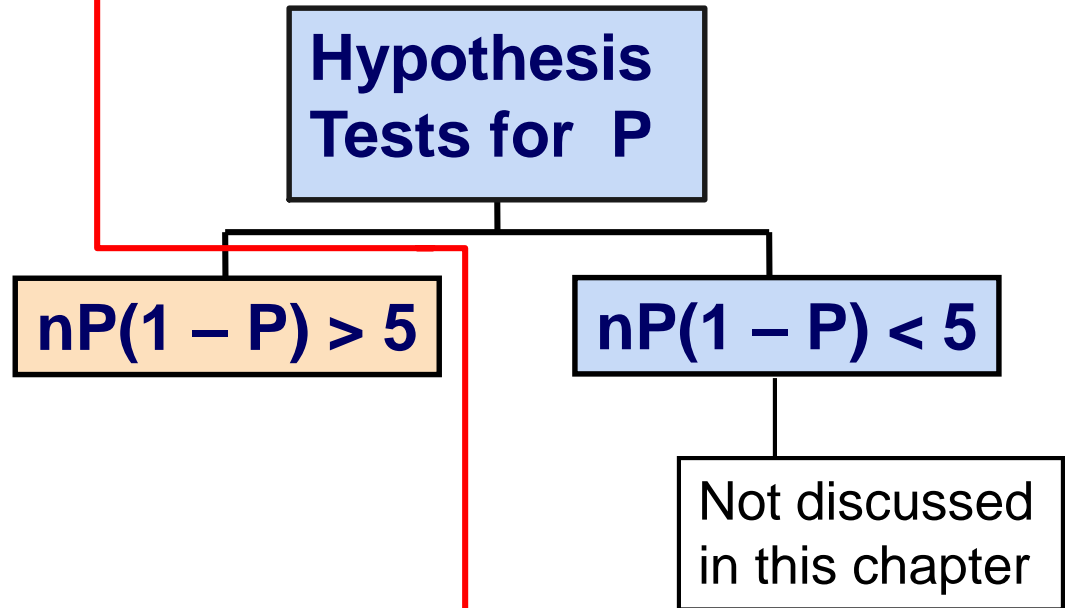 Hypothesis
Tests for P
nP(1 – P) > 5
nP(1 – P) < 5
Not discussed
in this chapter